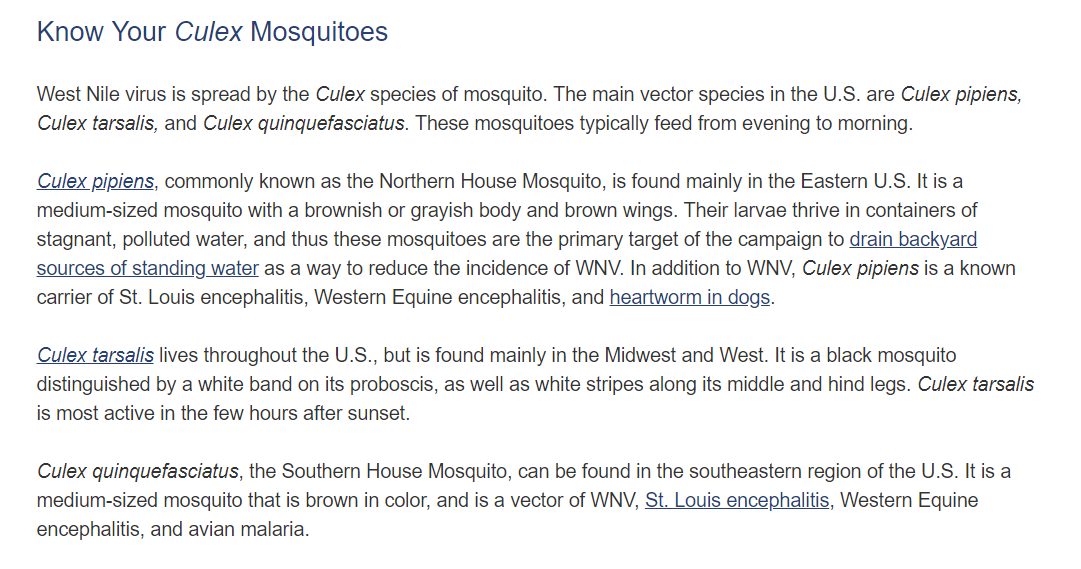 Know Your Culex Mosquitoes
West Nile virus is spread by the Culex species of mosquito. The main vector species in the U.S. are Culex pipiens,
Culex tarsalis, and Culex quinquefasciatus. These mosquitoes typically feed from evening to morning.
Culex pipiens, commonly known as the Northern House Mosquito, is found mainly in the Eastern U.S. It is a
medium-sized mosquito with a brownish or grayish body and brown wings. Their larvae thrive in containers of
stagnant, polluted water, and thus these mosquitoes are the primary target of the campaign to drain backyard
sources of standing water as a way to reduce the incidence of WNV. In addition to WNV, Culex pipiens is a known
carrier of St. Louis encephalitis, Western Equine encephalitis, and heartworm in dogs.
Culex tarsalis lives throughout the U.S., but is found mainly in the Midwest and West. It is a black mosquito
distinguished by a white band on its proboscis, as well as white stripes along its middle and hind legs. Culex tarsalis
is most active in the few hours after sunset.
Culex quinquefasciatus, the Southern House Mosquito, can be found in the southeastern region of the U.S. It is a
medium-sized mosquito that is brown in color, and is a vector of WNV, St. Louis encephalitis, Western Equine
encephalitis, and avian malaria.